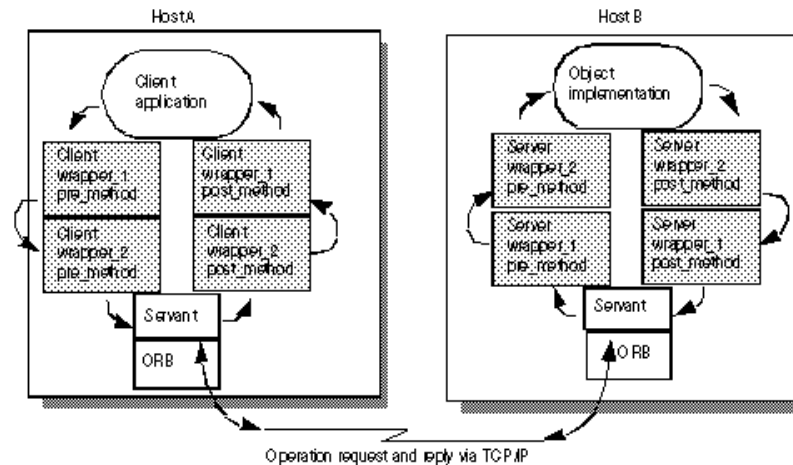 Host A
Host B
Client
application
Client
wrapper_1
pre_method
Client
wrapper_1
post_method
Client
wrapper_2
pre_method
Client
wrapper_2
post_method
Servant
ORB
Object
implementation
Server
wrapper_2
pre_method
Server
wrapper_2
post_method
Server
wrapper_1
pre_method
Server
wrapper_1
post_method
Servant
ORB
Operation request and reply via TCP/IP